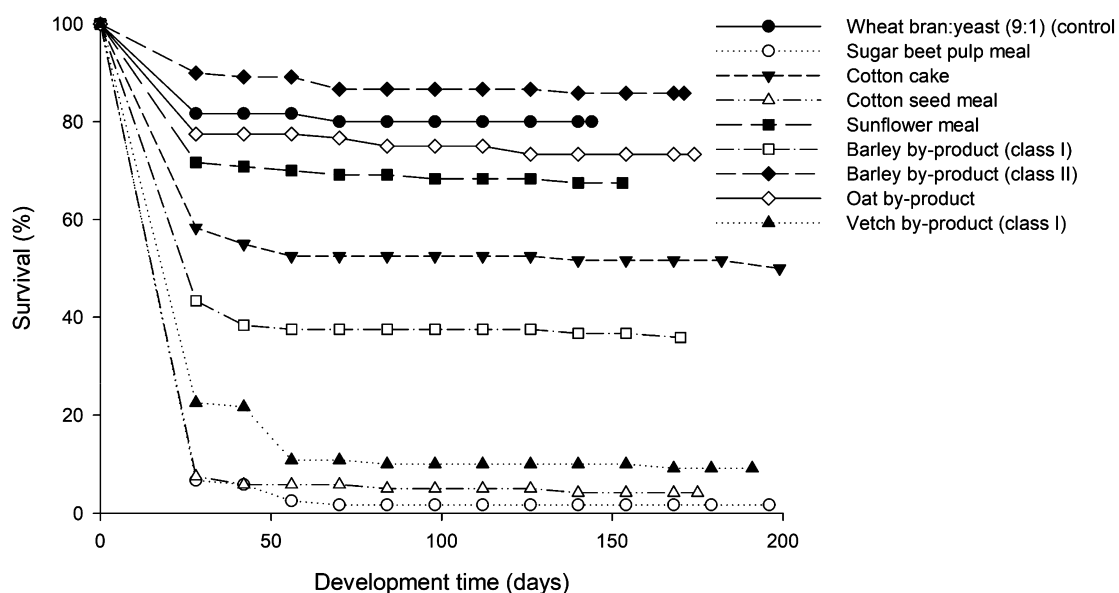 100
80
60
40
20
0
Survival (%)
0
50
100
150
200
Development time (days)
Wheat bran:yeast (9:1) (control
Sugar beet pulp meal
Cotton cake
Cotton seed meal
Sunflower meal
Barley by-product (class I)
Barley by-product (class II)
Oat by-product
Vetch by-product (class I)